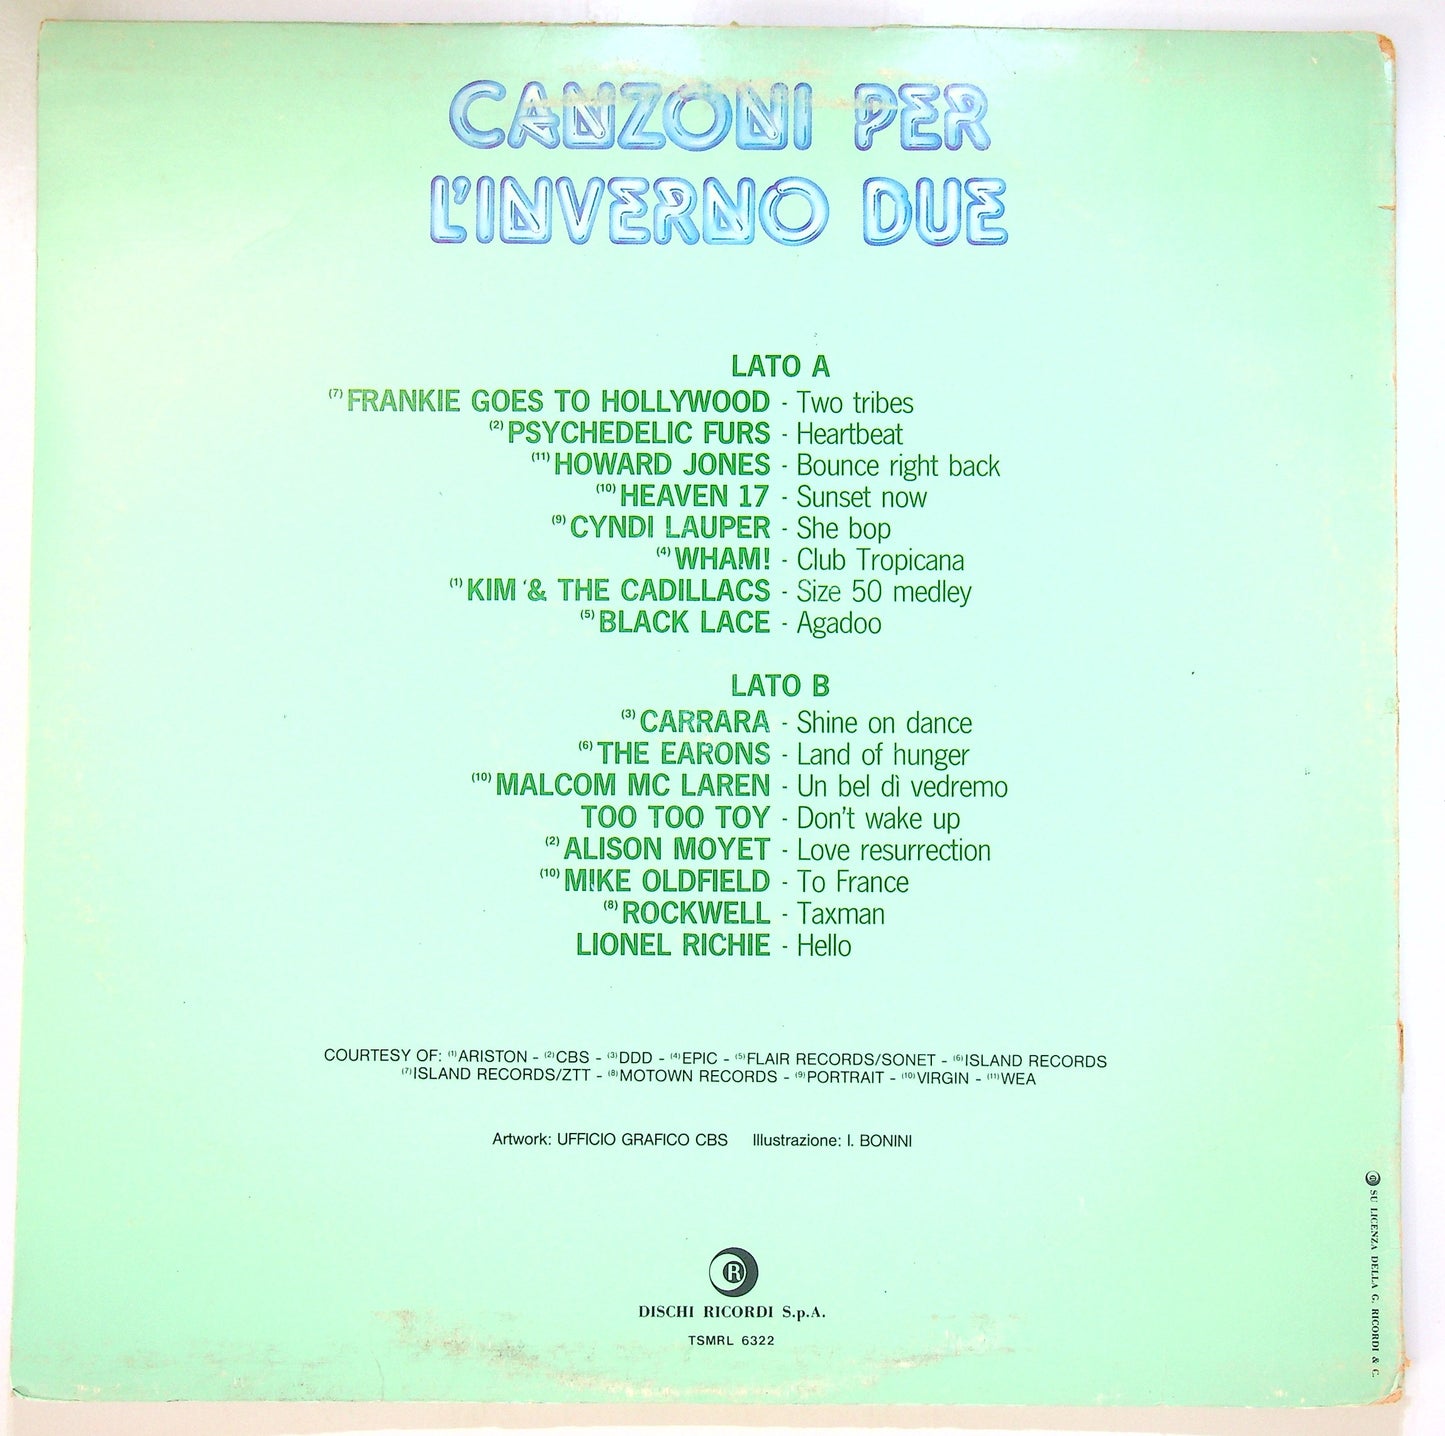 CANZONI PER
L'INVERNO DUE
LATO A
(7) FRANKIE GOES TO HOLLYWOOD - Two tribes
(2) PSYCHEDELIC FURS - Heartbeat
(11) HOWARD JONES - Bounce right back
(10) HEAVEN 17 - Sunset now
(9) CYNDI LAUPER - She bop
(4) WHAM! - Club Tropicana
(1) KIM & THE CADILLACS - Size 50 medley
(5) BLACK LACE - Agadoo
LATO B
(3) CARRARA - Shine on dance
(6) THE EARONS - Land of hunger
(10) MALCOM MC LAREN - Un bel dì vedremo
TOO TOO TOY - Don't wake up
(2) ALISON MOYET - Love resurrection
(10) MIKE OLDFIELD - To France
(8) ROCKWELL - Taxman
LIONEL RICHIE - Hello
COURTESY OF: (1) ARISTON - (2) CBS - (3) DDD - (4) EPIC - (5) FLAIR RECORDS/SONET - (6) ISLAND RECORDS
(7) ISLAND RECORDS/ZTT - (8) MOTOWN RECORDS - (9) PORTRAIT - (10) VIRGIN - (11) WEA
Artwork: UFFICIO GRAFICO CBS Illustrazione: I. BONINI
R
DISCHI RICORDI S.p.A.
TSMRL 6322
SU LICENZA DELLA G. RICORDI & C.